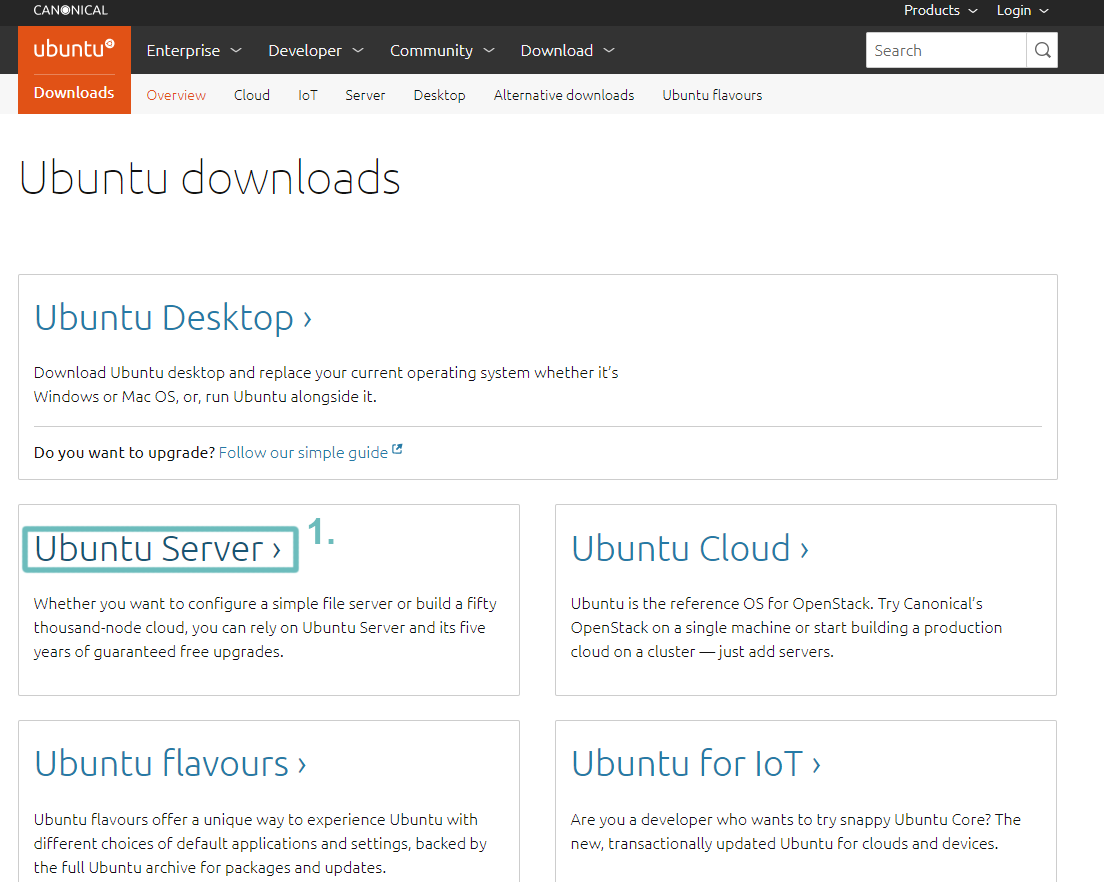 CANONICAL
Products Login
ubuntu Enterprise Developer Community Download Search
Downloads Overview Cloud IoT Server Desktop Alternative downloads Ubuntu flavours
Ubuntu downloads
Ubuntu Desktop ›
Download Ubuntu desktop and replace your current operating system whether it’s
Windows or Mac OS, or, run Ubuntu alongside it.
Do you want to upgrade? Follow our simple guide
Ubuntu Server › 1.
Whether you want to configure a simple file server or build a fifty
thousand-node cloud, you can rely on Ubuntu Server and its five
years of guaranteed free upgrades.
Ubuntu Cloud ›
Ubuntu is the reference OS for OpenStack. Try Canonical’s
OpenStack on a single machine or start building a production
cloud on a cluster — just add servers.
Ubuntu flavours ›
Ubuntu flavours offer a unique way to experience Ubuntu with
different choices of default applications and settings, backed by
the full Ubuntu archive for packages and updates.
Ubuntu for IoT ›
Are you a developer who wants to try snappy Ubuntu Core? The
new, transactionally updated Ubuntu for clouds and devices.